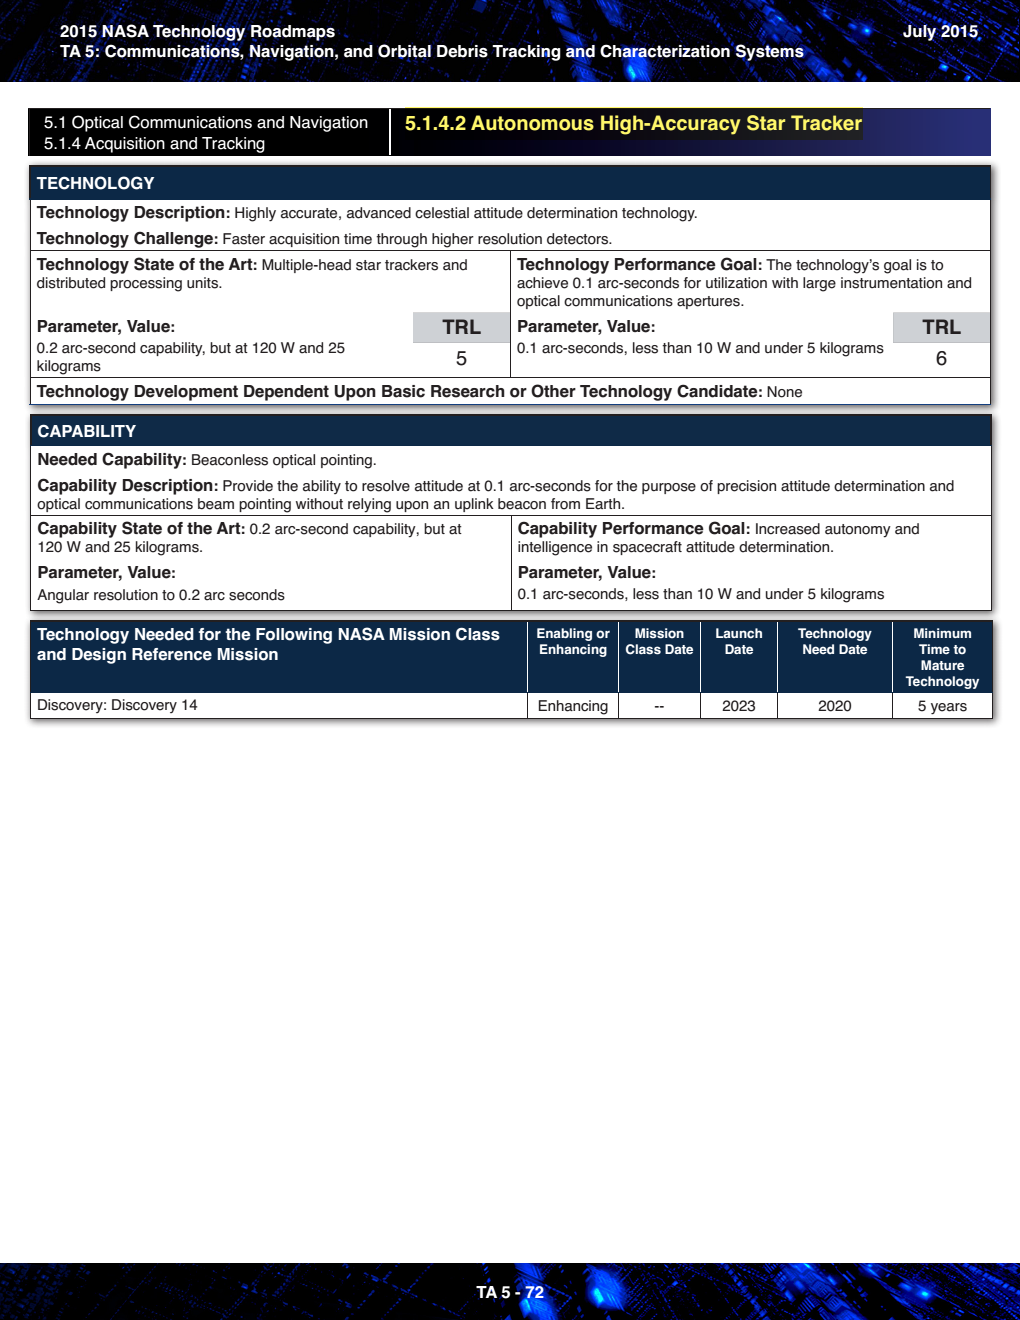 2015 NASA Technology Roadmaps
July 2015
TA 5: Communications, Navigation, and Orbital Debris Tracking and Characterization Systems
5.1 Optical Communications and Navigation
5.1.4 Acquisition and Tracking
5.1.4.2 Autonomous High-Accuracy Star Tracker
TECHNOLOGY
Technology Description: Highly accurate, advanced celestial attitude determination technology.
Technology Challenge: Faster acquisition time through higher resolution detectors.
Technology State of the Art: Multiple-head star trackers and
distributed processing units.
Parameter, Value:
0.2 arc-second capability, but at 120 W and 25
kilograms
TRL
5
Technology Performance Goal: The technology's goal is to
achieve 0.1 arc-seconds for utilization with large instrumentation and
optical communications apertures.
Parameter, Value:
0.1 arc-seconds, less than 10 W and under 5 kilograms
TRL
6
Technology Development Dependent Upon Basic Research or Other Technology Candidate: None
CAPABILITY
Needed Capability: Beaconless optical pointing.
Capability Description: Provide the ability to resolve attitude at 0.1 arc-seconds for the purpose of precision attitude determination and
optical communications beam pointing without relying upon an uplink beacon from Earth.
Capability State of the Art: 0.2 arc-second capability, but at
120 W and 25 kilograms.
Parameter, Value:
Angular resolution to 0.2 arc seconds
Capability Performance Goal: Increased autonomy and
intelligence in spacecraft attitude determination.
Parameter, Value:
0.1 arc-seconds, less than 10 W and under 5 kilograms
Technology Needed for the Following NASA Mission Class
and Design Reference Mission
Enabling or
Enhancing
Mission
Class Date
Launch
Date
Technology
Need Date
Minimum
Time to
Mature
Technology
Discovery: Discovery 14
Enhancing
--
2023
2020
5 years
TA 5 - 72